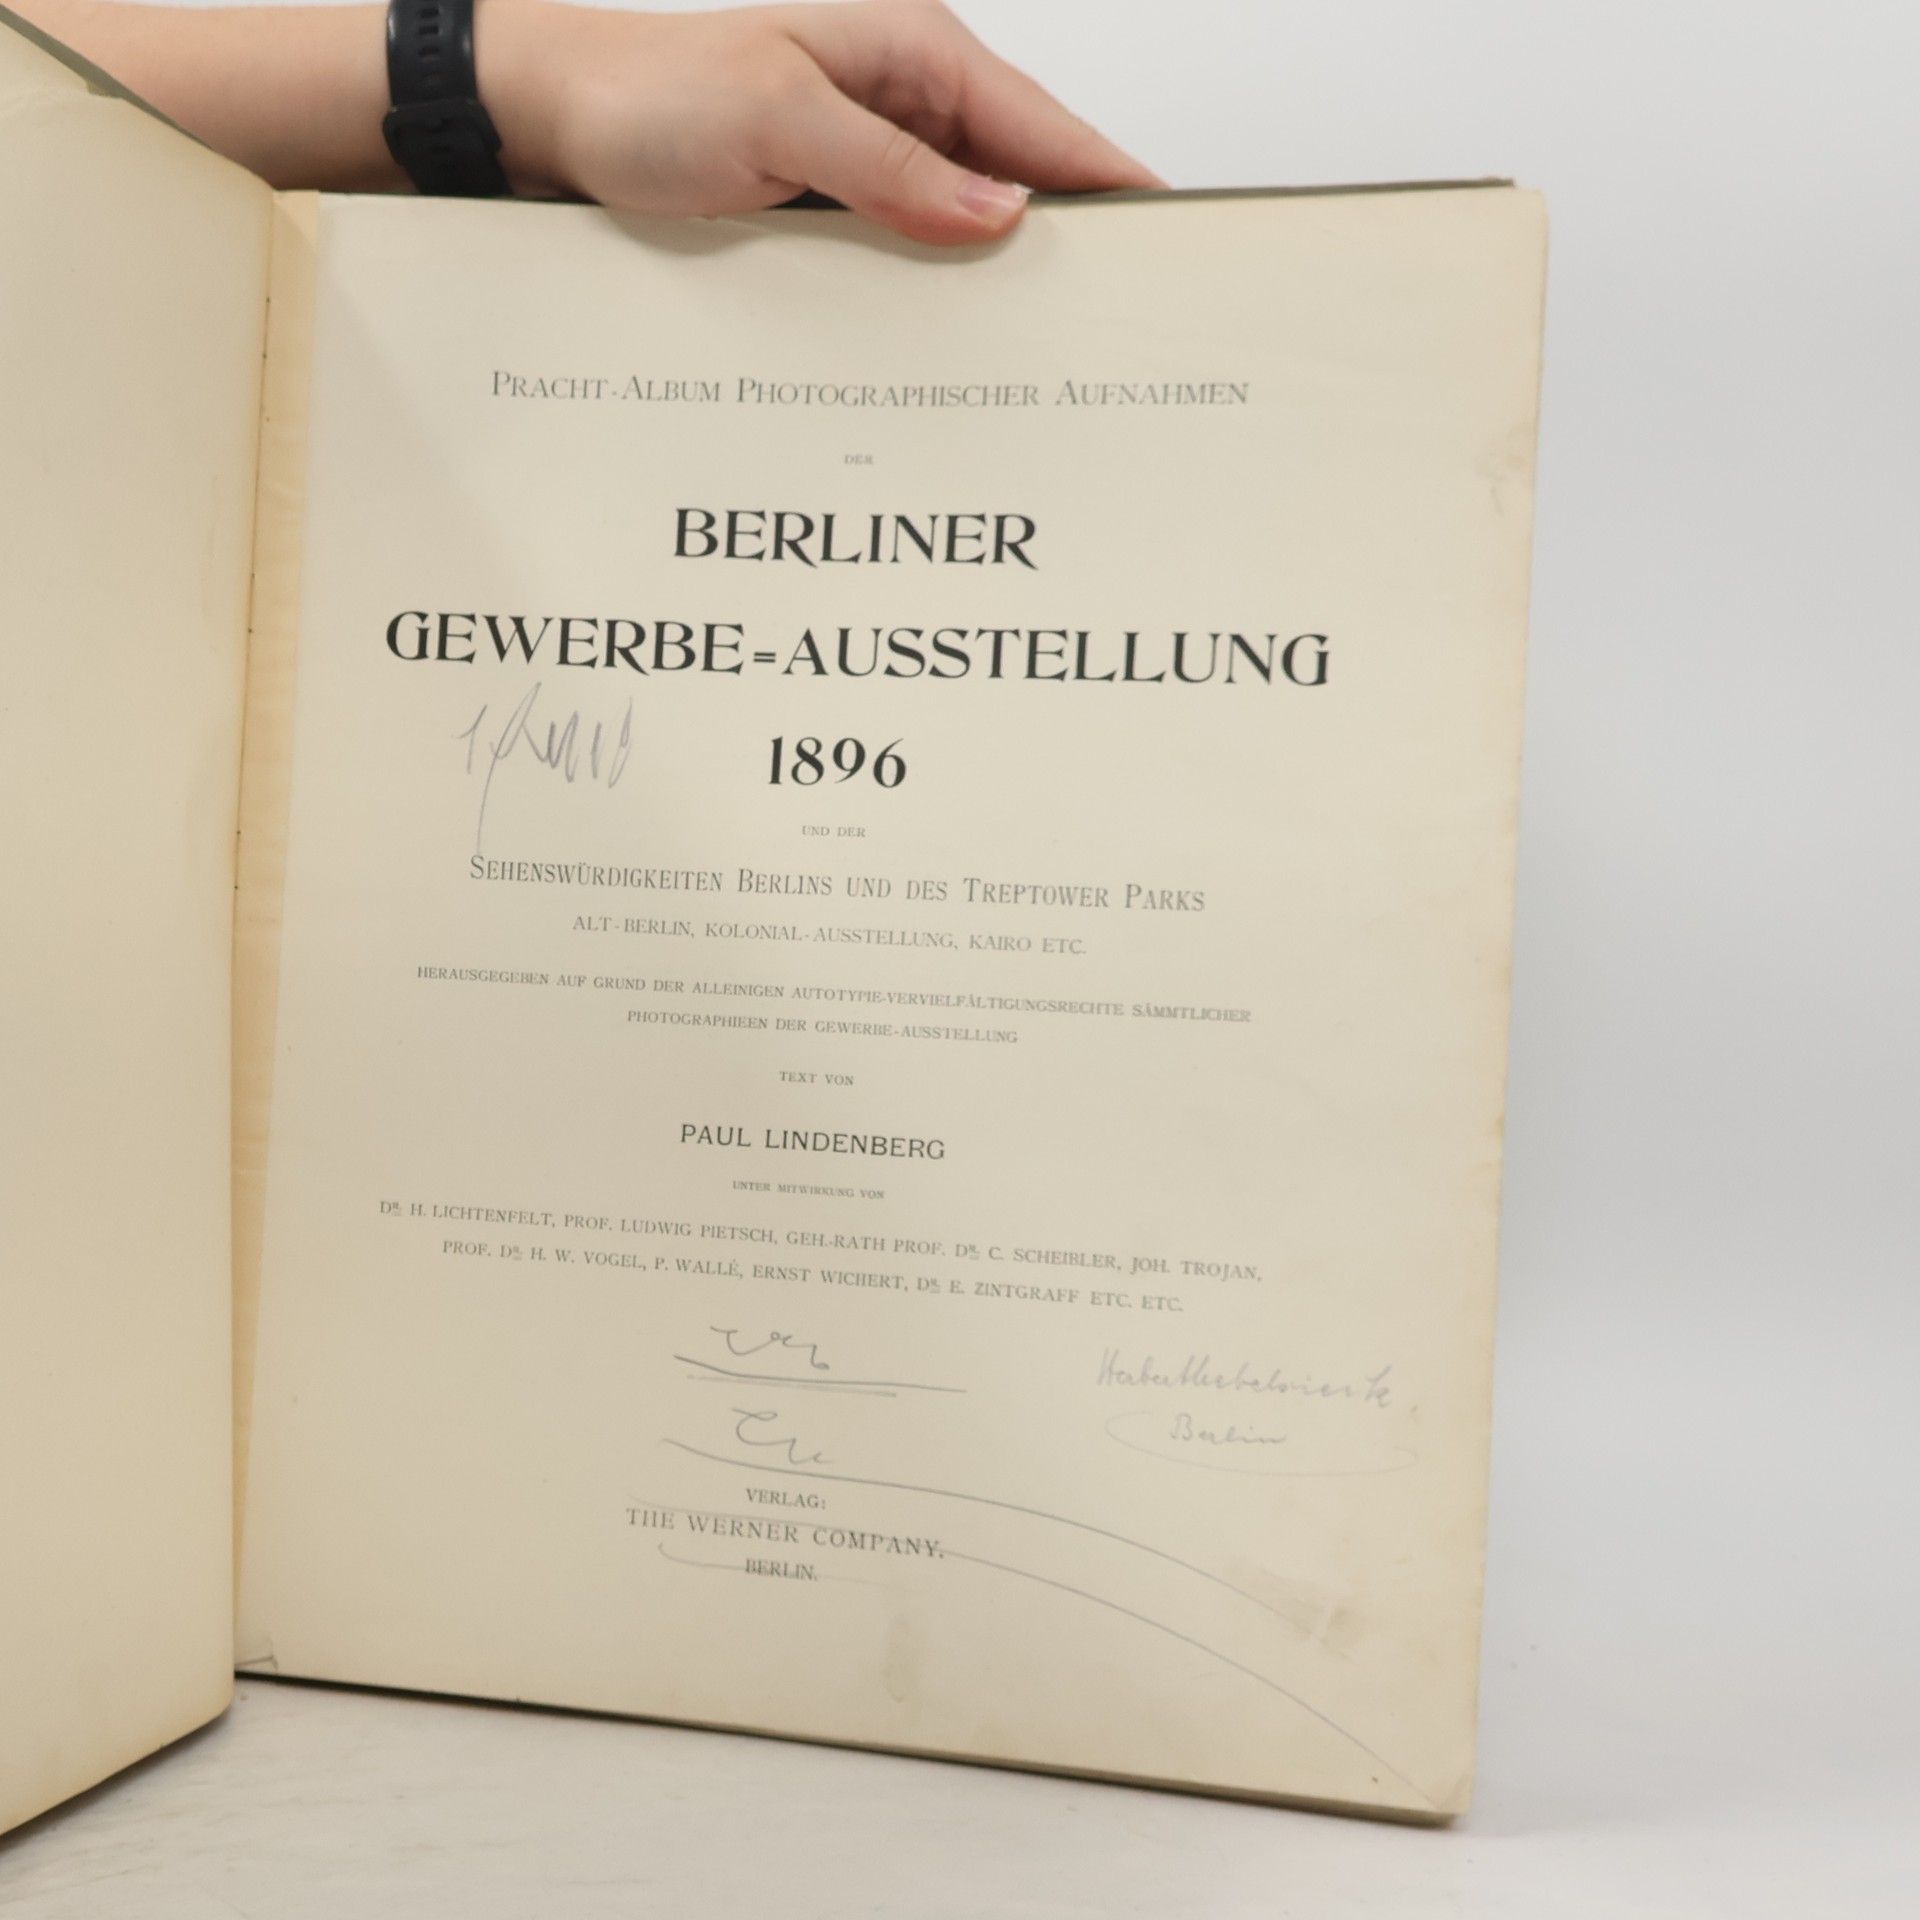 PRACHT-ALBUM PHOTOGRAPHISCHER AUFNAHMEN
DER
BERLINER
GEWERBE=AUSSTELLUNG
1896
UND DER
SEHENSWÜRDIGKEITEN BERLINS UND DES TREPTOWER PARKS
ALT-BERLIN, KOLONIAL-AUSSTELLUNG, KAIRO ETC.
HERAUSGEGEBEN AUF GRUND DER ALLEINIGEN AUTOTYPIE-VERVIELFÄLTIGUNGSRECHTE SÄMMTLICHER
PHOTOGRAPHIEEN DER GEWERBE-AUSSTELLUNG
TEXT VON
PAUL LINDENBERG
UNTER MITWIRKUNG VON
DR. H. LICHTENFELT, PROF. LUDWIG PIETSCH, GEH.-RATH PROF. DR. C. SCHEIBLER, JOH. TROJAN,
PROF. DR. H. W. VOGEL, P. WALLÉ, ERNST WICHERT, DR. E. ZINTGRAFF ETC. ETC.
Berlin
VERLAG:
THE WERNER COMPANY.
BERLIN.